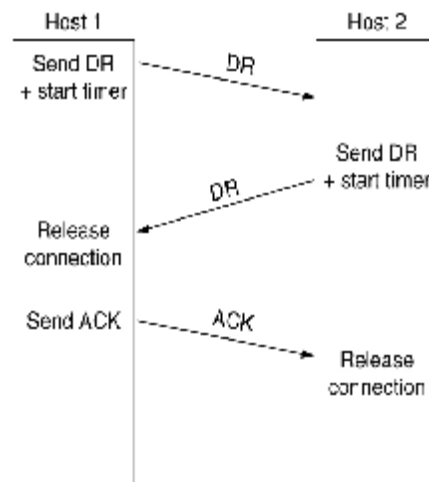 Host 1
Host 2
Send DR
+ start timer
DR
Send DR
+ start timer
DR
Release
connection
Send ACK
ACK
Release
connection